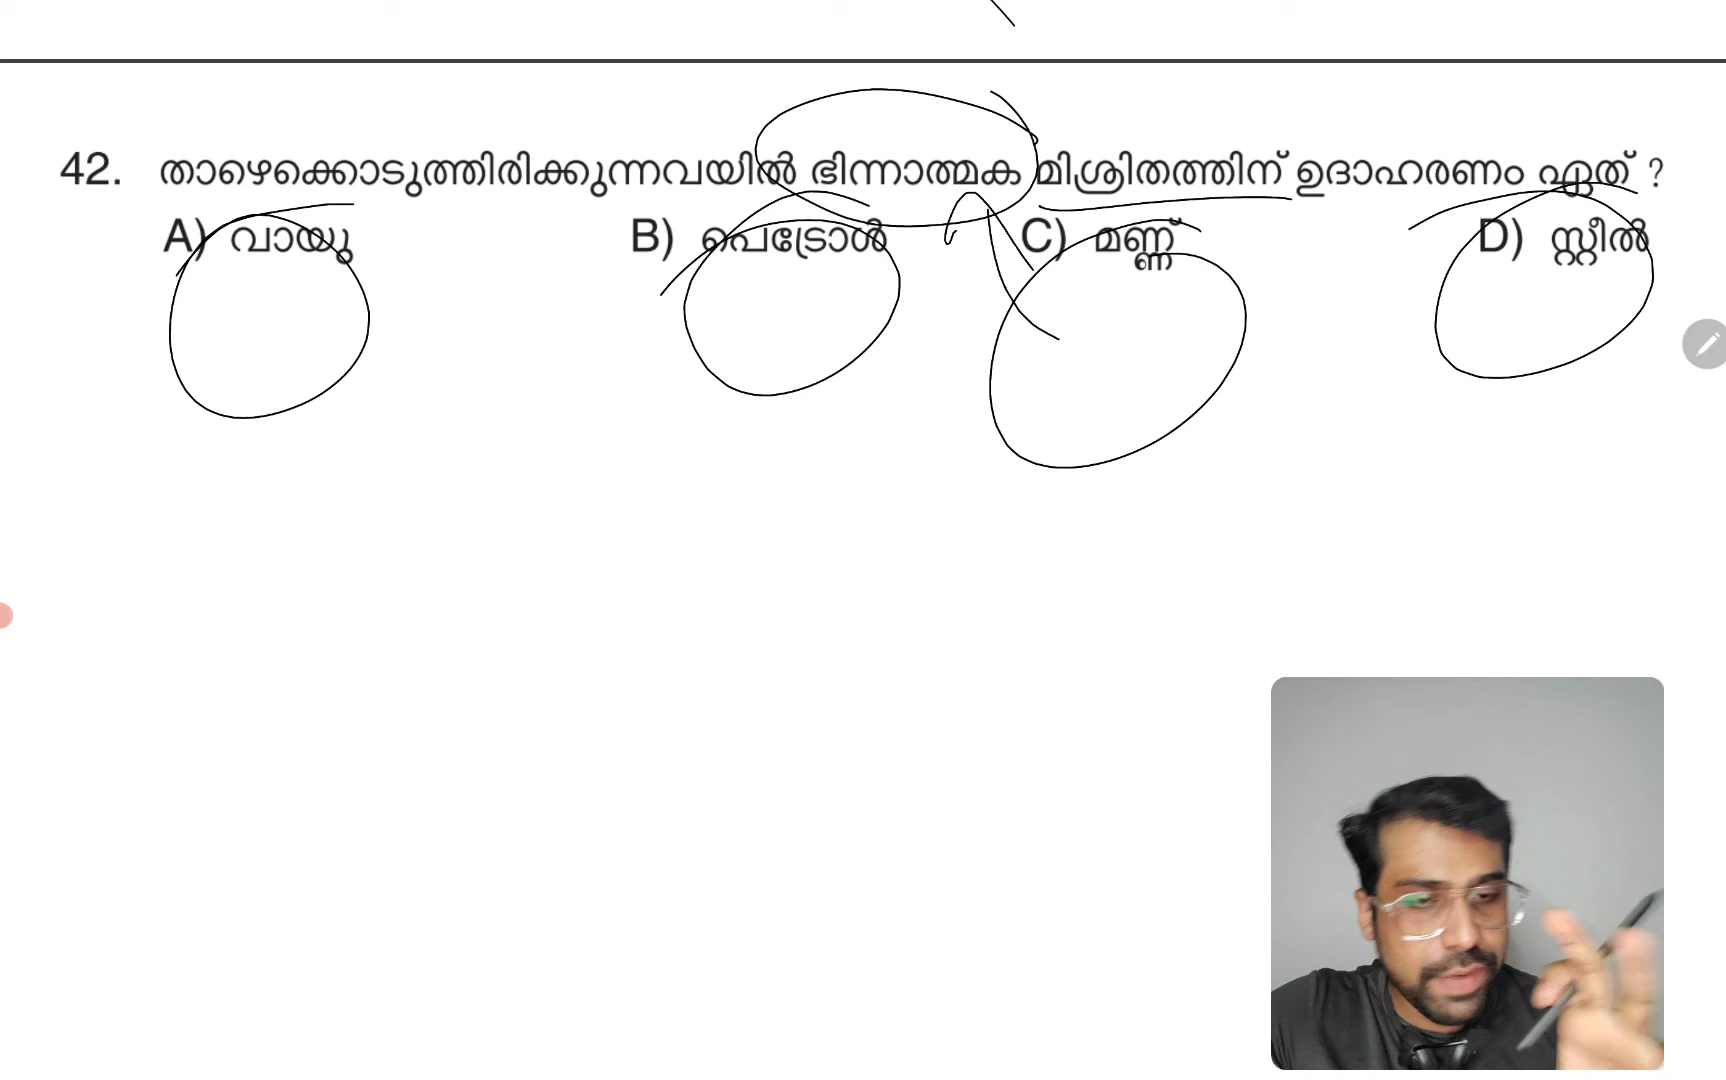 42. താഴെക്കൊടുത്തിരിക്കുന്നവയിൽ ഭിന്നാത്മക മിശ്രിതത്തിന് ഉദാഹരണം ഏത് ?
A) വായു B) പെട്രോൾ C) മണ്ണ് D) സ്റ്റീൽ